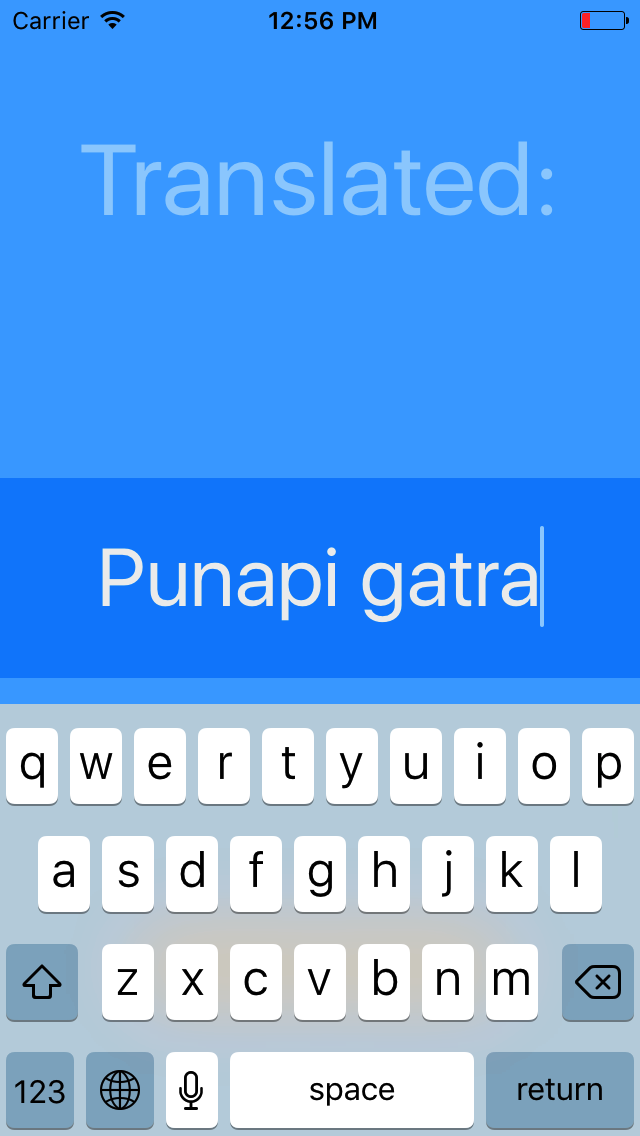 Carrier 12:56 PM
Translated:
Punapi gatra
q w e r t y u i o p
a s d f g h j k l
z x c v b n m
123 space return